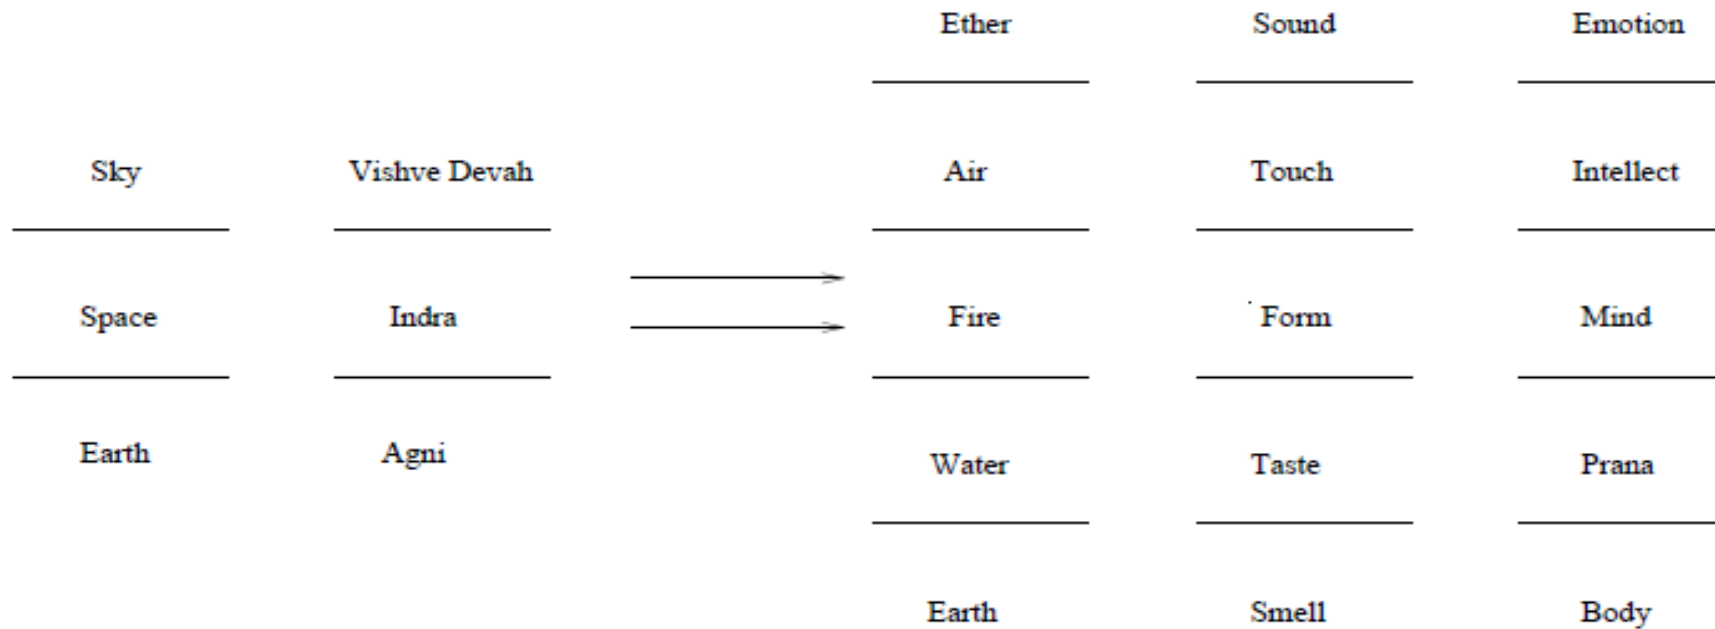 Ether Sound Emotion
Sky Vishve Devah Air Touch Intellect
Space Indra Fire Form Mind
Earth Agni Water Taste Prana
Earth Smell Body